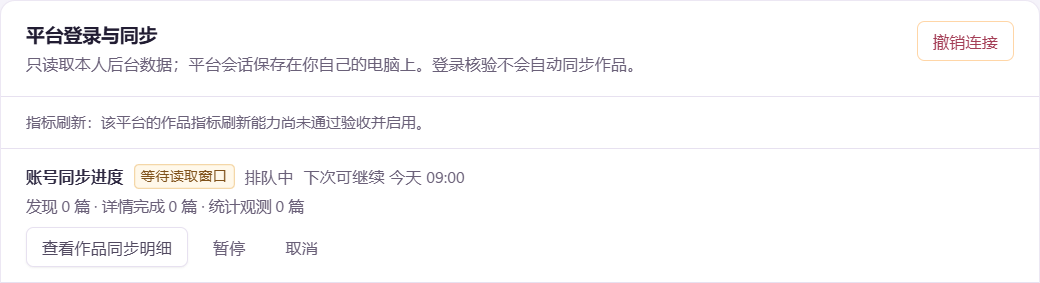 平台登录与同步
撤销连接
只读取本人后台数据；平台会话保存在你自己的电脑上。登录核验不会自动同步作品。
指标刷新：该平台的作品指标刷新能力尚未通过验收并启用。
账号同步进度 等待读取窗口 排队中 下次可继续 今天 09:00
发现 0 篇 · 详情完成 0 篇 · 统计观测 0 篇
查看作品同步明细 暂停 取消